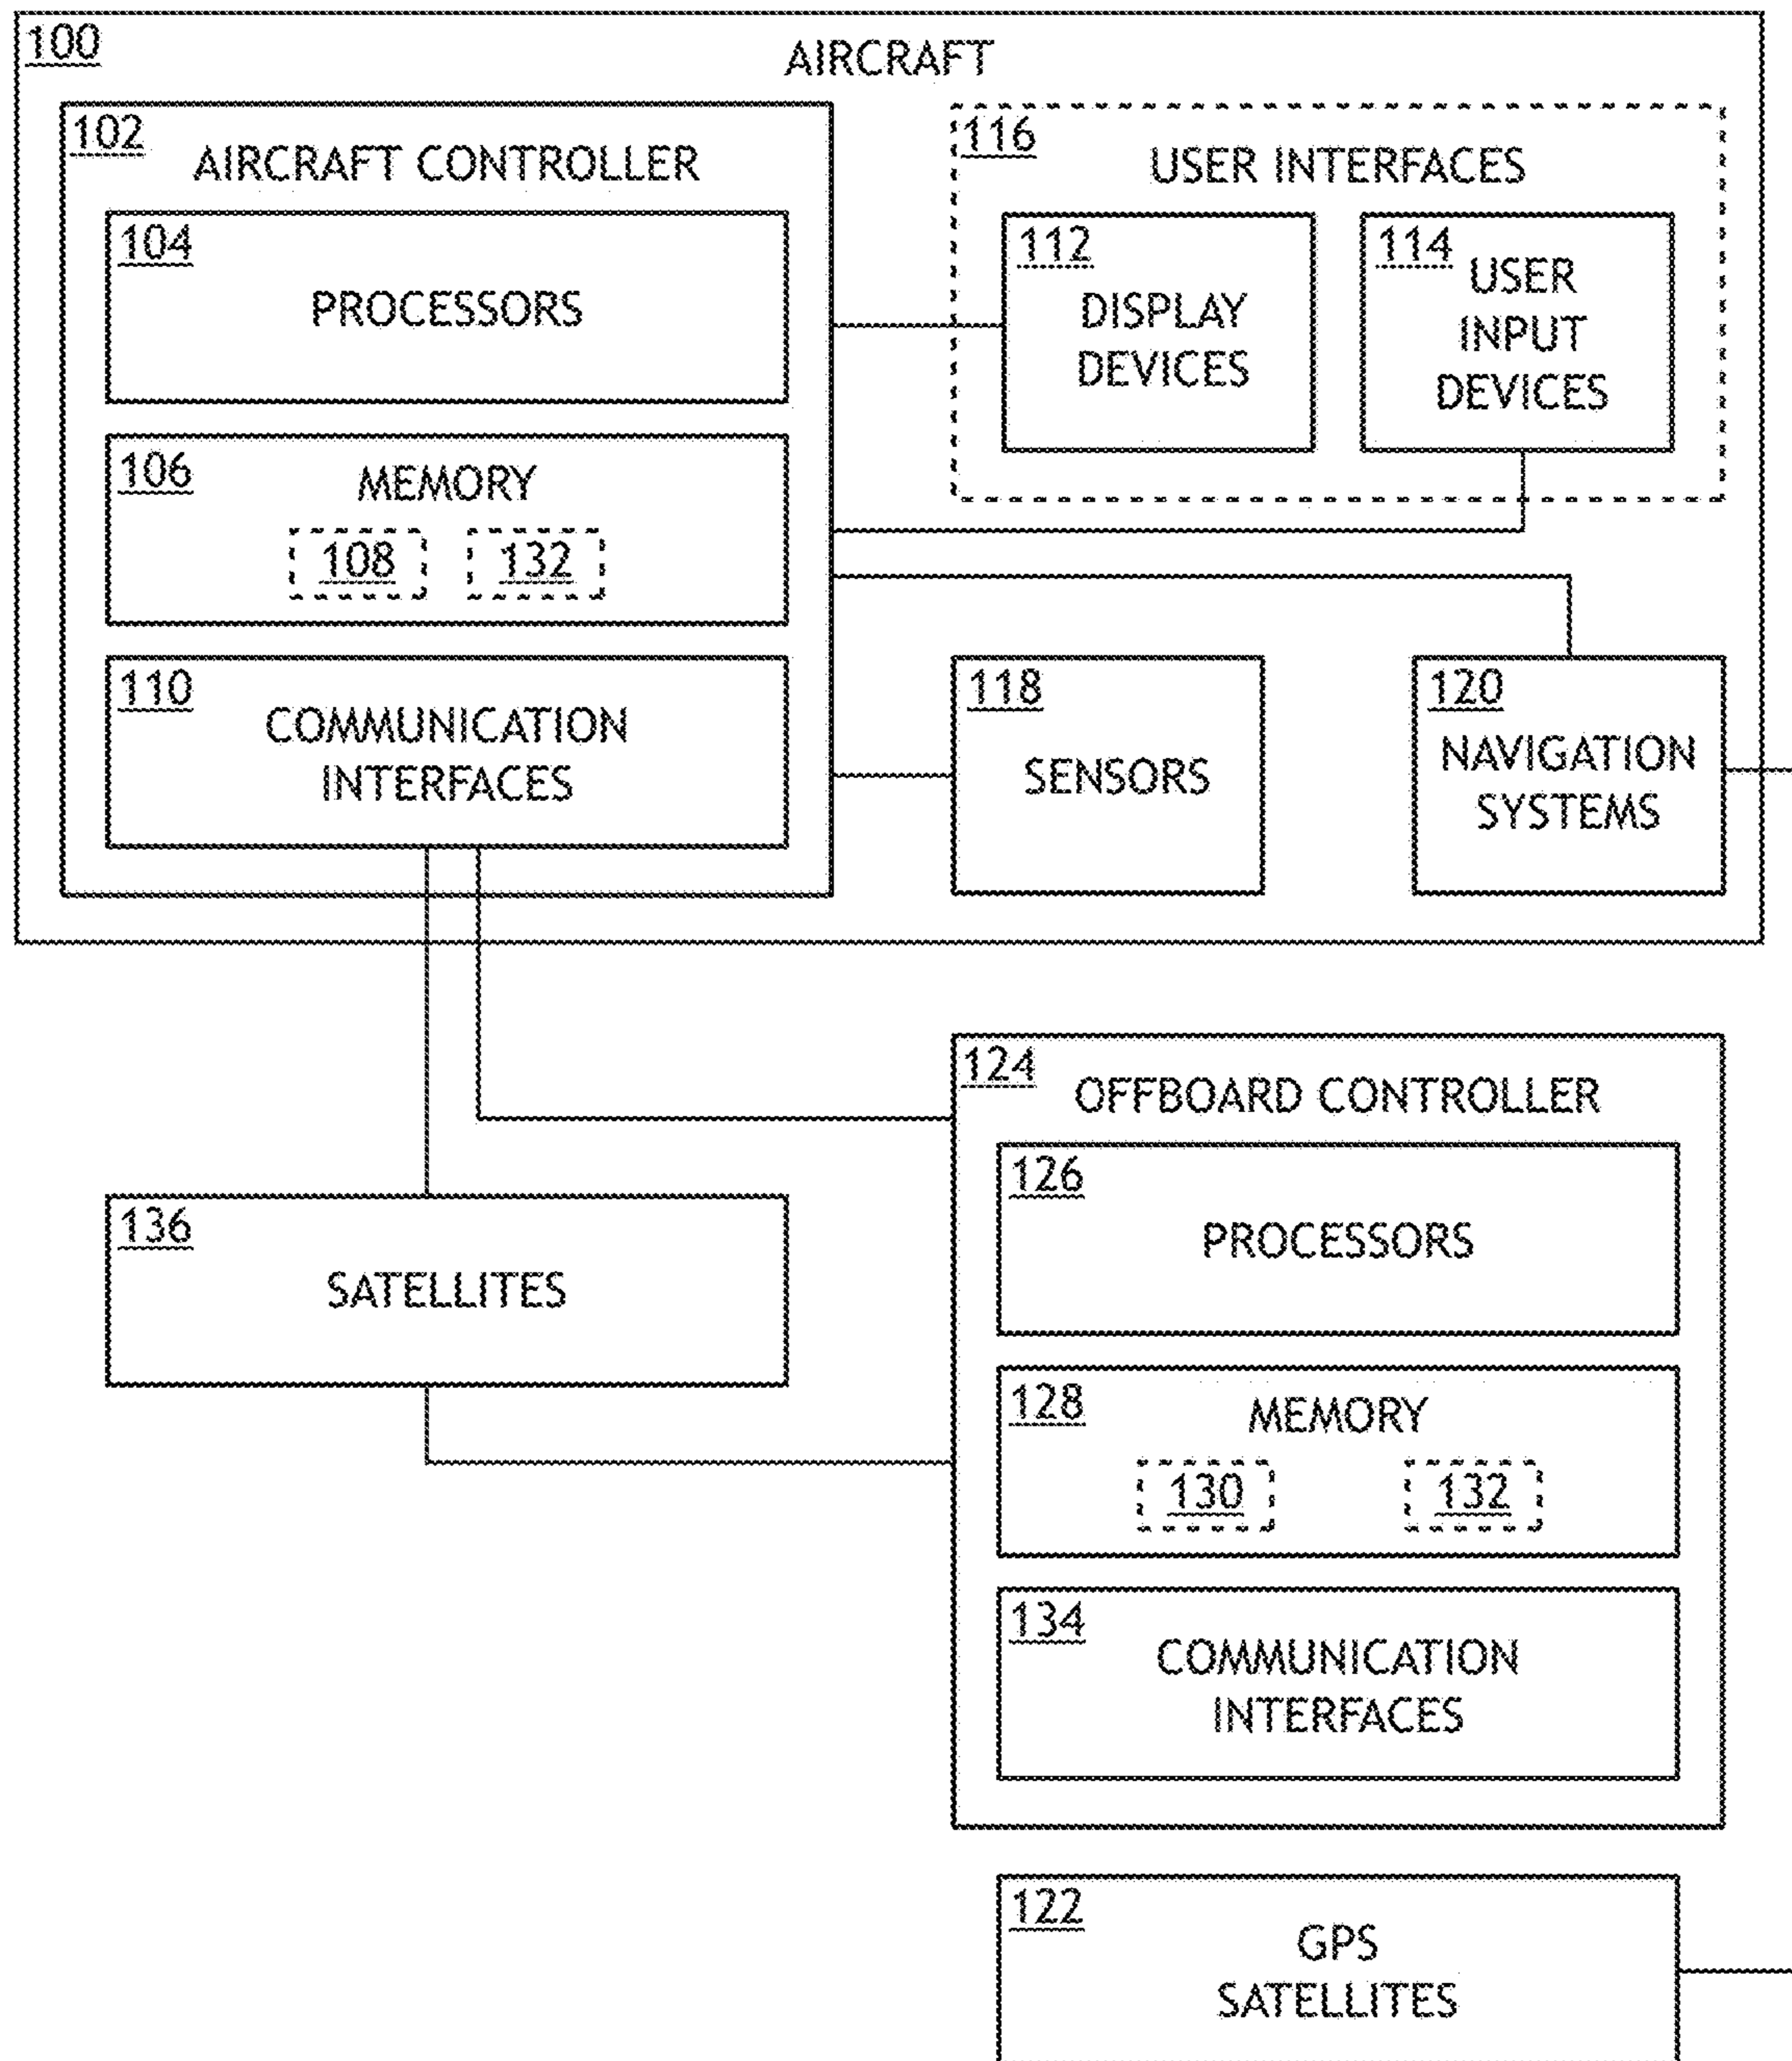 100
AIRCRAFT
102
AIRCRAFT CONTROLLER
104
PROCESSORS
106
MEMORY
108 132
110
COMMUNICATION
INTERFACES
116
USER INTERFACES
112
DISPLAY
DEVICES
114
USER
INPUT
DEVICES
118
SENSORS
120
NAVIGATION
SYSTEMS
124
OFFBOARD CONTROLLER
126
PROCESSORS
136
SATELLITES
128
MEMORY
130 132
134
COMMUNICATION
INTERFACES
122
GPS
SATELLITES